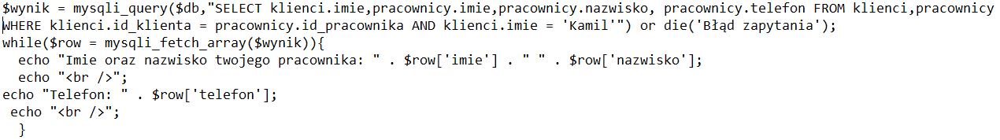 $wynik = mysqli_query($db,"SELECT klienci.imie,pracownicy.imie,pracownicy.nazwisko, pracownicy.telefon FROM klienci,pracownicy
WHERE klienci.id_klienta = pracownicy.id_pracownika AND klienci.imie = 'Kamil'") or die('Błąd zapytania');
while($row = mysqli_fetch_array($wynik)){
  echo "Imie oraz nazwisko twojego pracownika: " . $row['imie'] . " " . $row['nazwisko'];
  echo "<br />";
echo "Telefon: " . $row['telefon'];
 echo "<br />";
  }